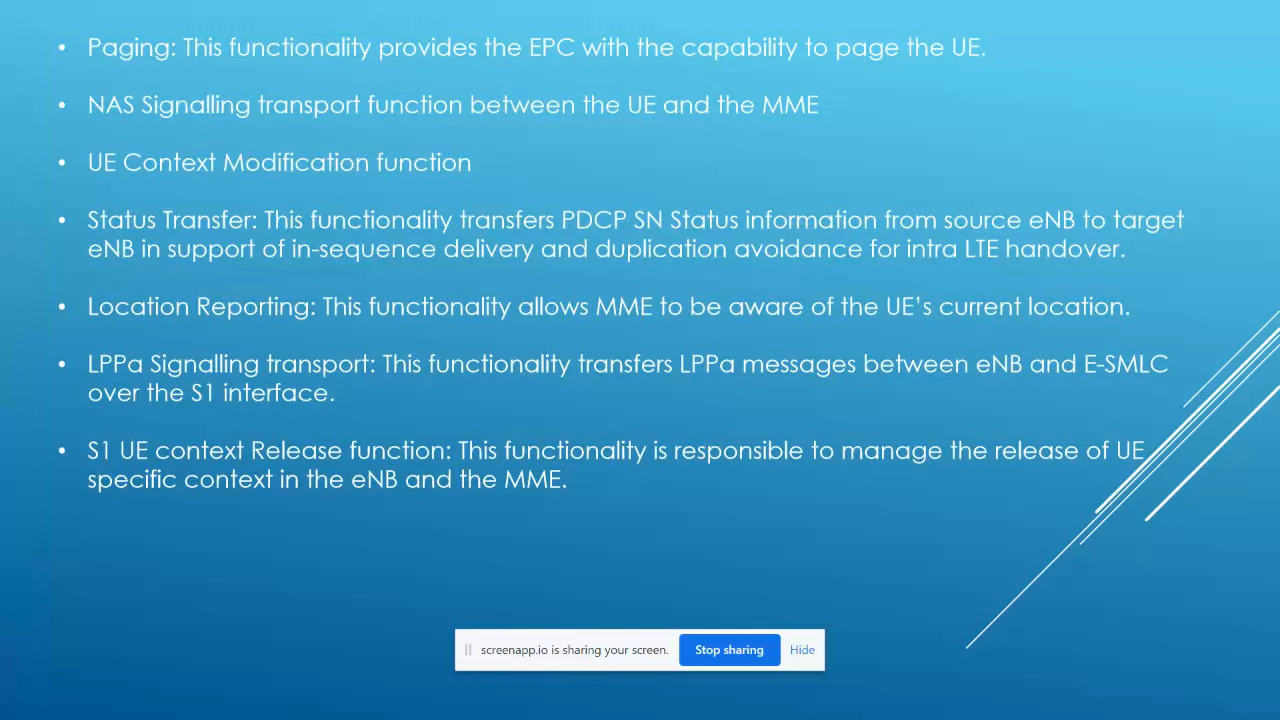 • Paging: This functionality provides the EPC with the capability to page the UE.
• NAS Signalling transport function between the UE and the MME
• UE Context Modification function
• Status Transfer: This functionality transfers PDCP SN Status information from source eNB to target
eNB in support of in-sequence delivery and duplication avoidance for intra LTE handover.
• Location Reporting: This functionality allows MME to be aware of the UE’s current location.
• LPPa Signalling transport: This functionality transfers LPPa messages between eNB and E-SMLC
over the S1 interface.
• S1 UE context Release function: This functionality is responsible to manage the release of UE
specific context in the eNB and the MME.
screenapp.io is sharing your screen. Stop sharing Hide